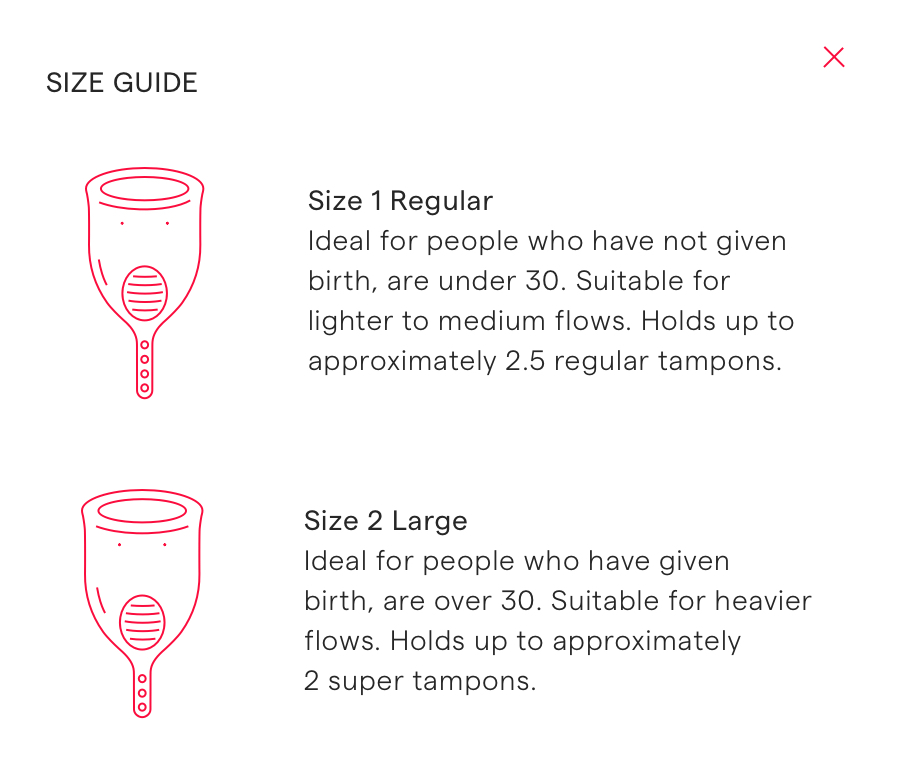 SIZE GUIDE
Size 1 Regular
Ideal for people who have not given
birth, are under 30. Suitable for
lighter to medium flows. Holds up to
approximately 2.5 regular tampons.
Size 2 Large
Ideal for people who have given
birth, are over 30. Suitable for heavier
flows. Holds up to approximately
2 super tampons.